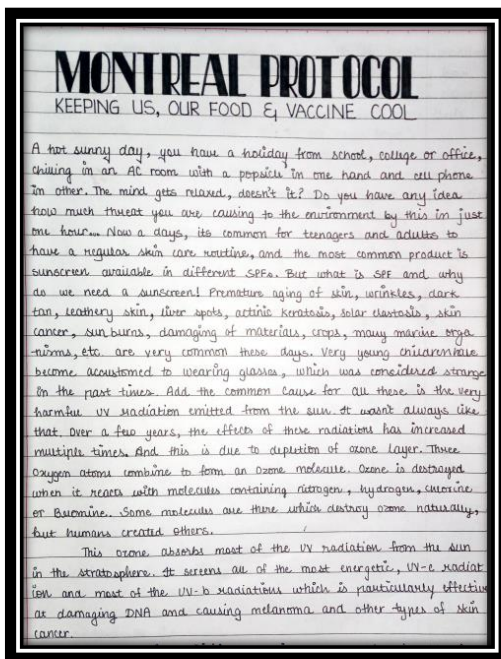 MONTREAL PROTOCOL
KEEPING US, OUR FOOD & VACCINE COOL
A hot sunny day, you have a holiday from school, college or office,
chilling in an AC room with a popsicle in one hand and cell phone
in other. The mind gets relaxed, doesn't it? Do you have any idea
how much threat you are causing to the environment by this in just
one hour... Now a days, its common for teenagers and adults to
have a regular skin care routine, and the most common product is
sunscreen available in different SPFs. But what is SPF and why
do we need a sunscreen! Premature aging of skin, wrinkles, dark
tan, leathery skin, liver spots, actinic keratosis, solar elastosis, skin
cancer, sun burns, damaging of materials, crops, many marine orga
-nisms, etc. are very common these days. Very young children have
become acoustomed to wearing glasses, which was considered strange
in the past times. Add the common cause for all these is the very
harmful UV radiation emitted from the sun. It wasn't always like
that. Over a few years, the effects of these radiations has increased
multiple times. And this is due to depletion of ozone layer. Three
Oxygen atoms combine to form an Ozone molecule. Ozone is destroyed
when it reacts with molecules containing nitrogen, hydrogen, chlorine
or Bromine. Some molecules are there which destroy ozone naturally,
but humans created others.
This ozone absorbs most of the UV radiation from the sun
in the stratosphere. It screens all of the most energetic, UV-c radiat
ion and most of the UV-b radiations which is particularly effective
at damaging DNA and causing melanoma and other types of skin
cancer.